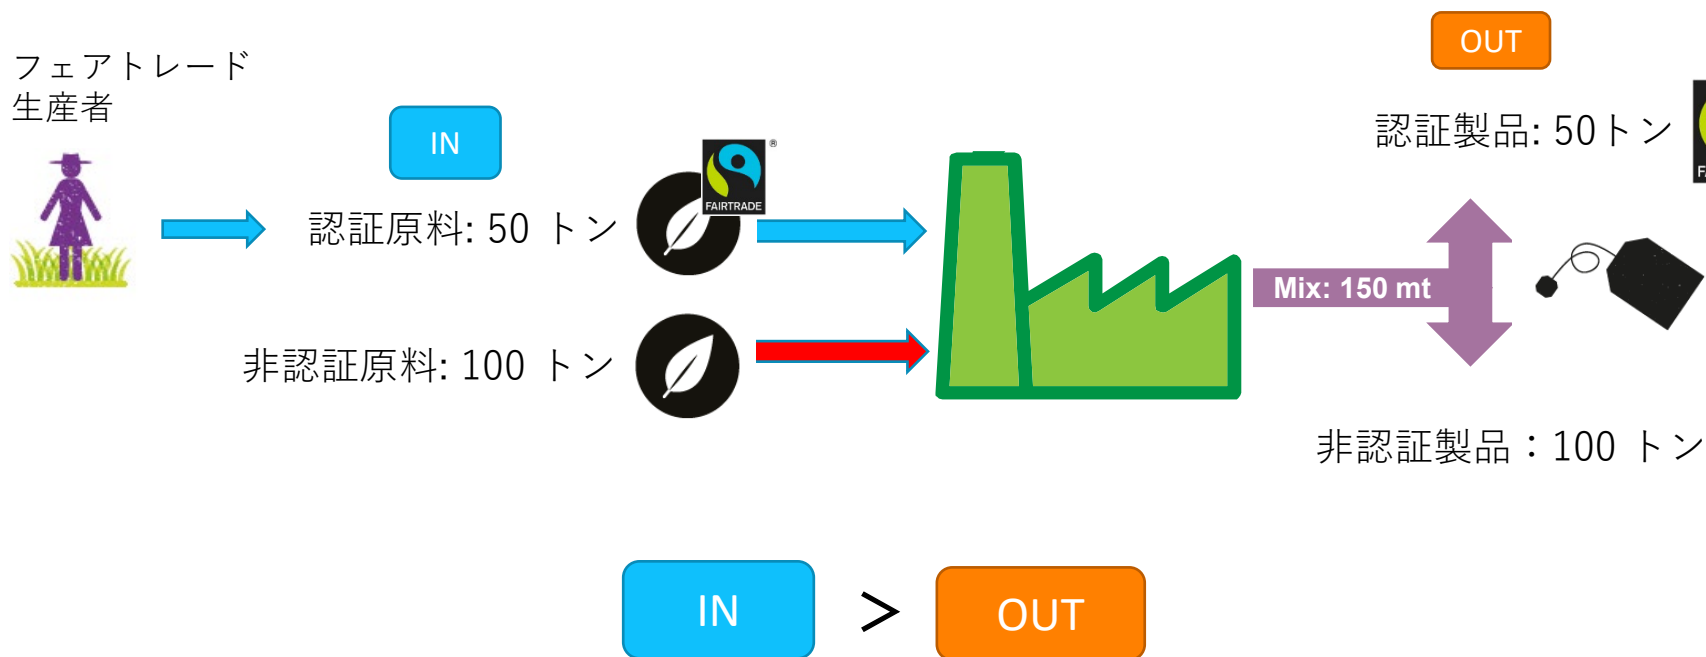 フェアトレード
生産者
IN
認証原料: 50 トン
FAIRTRADE
®
非認証原料: 100 トン
Mix: 150 mt
OUT
認証製品: 50トン
非認証製品：100 トン
IN > OUT